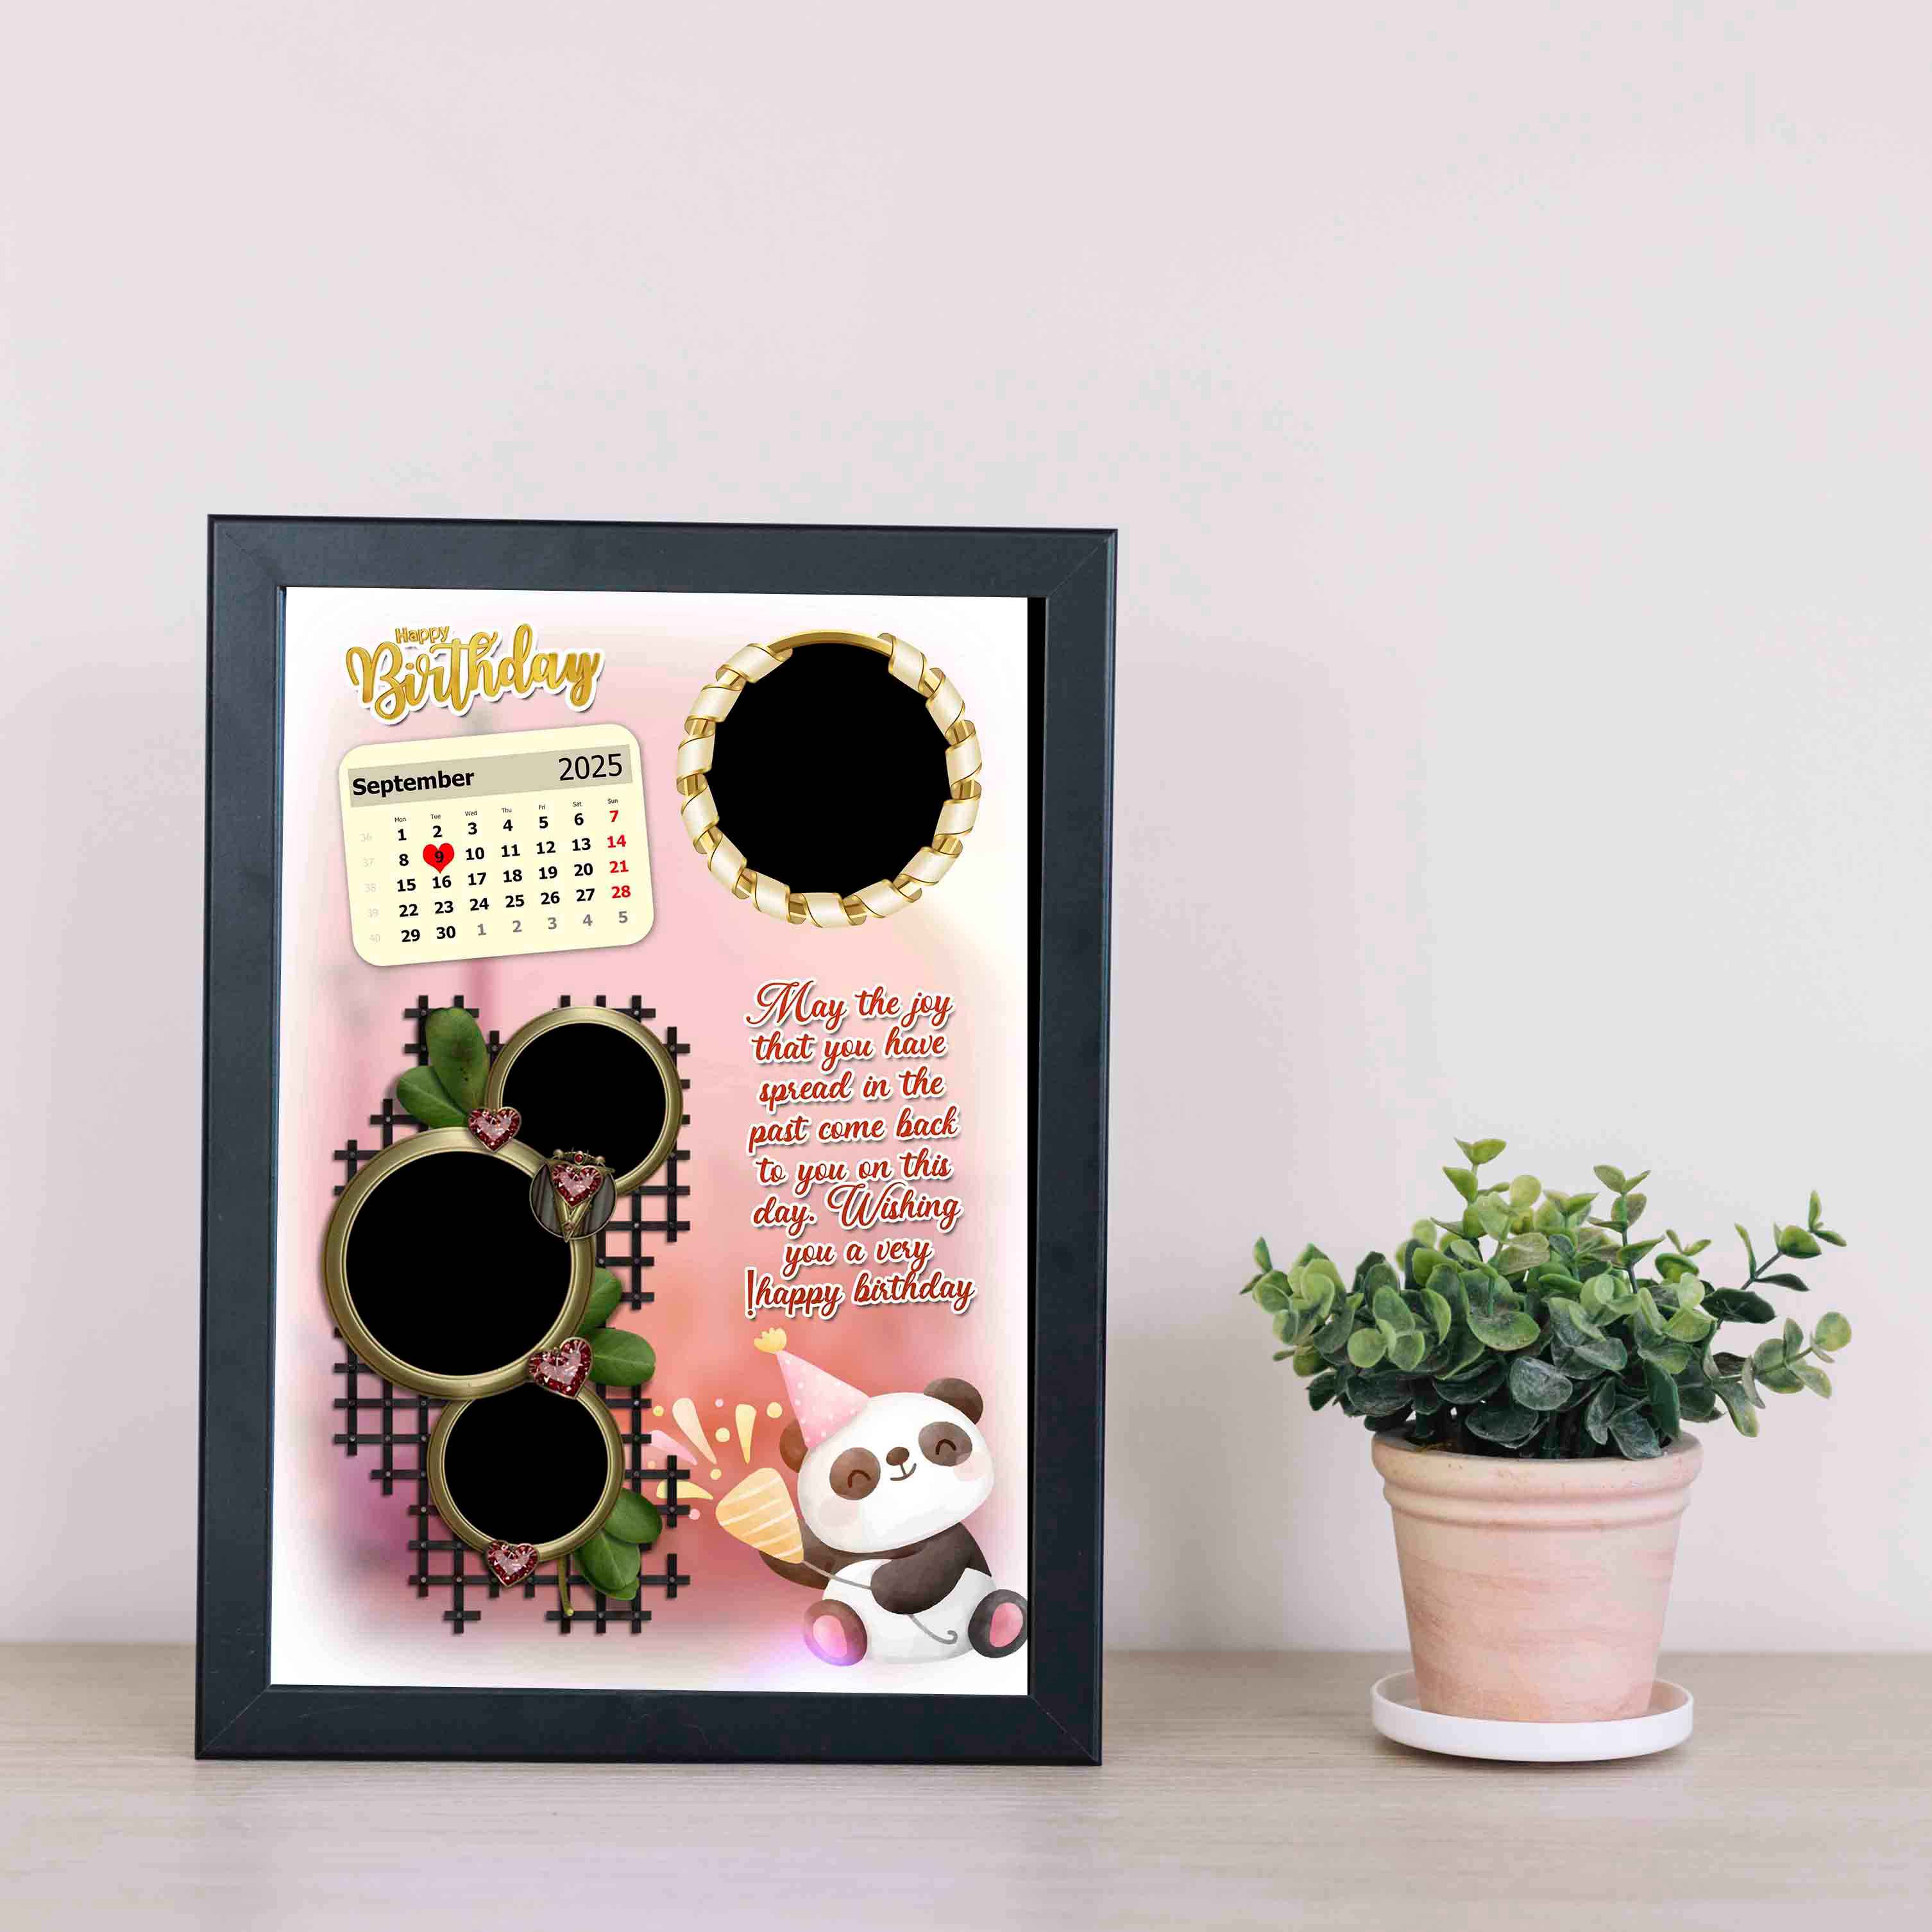 Happy
Birthday
September 2025
Mon Tue Wed Thu Fri Sat Sun
36 1 2 3 4 5 6 7
37 8 9 10 11 12 13 14
38 15 16 17 18 19 20 21
39 22 23 24 25 26 27 28
40 29 30 1 2 3 4 5
May the joy
that you have
spread in the
past come back
to you on this
day. Wishing
you a very
!happy birthday